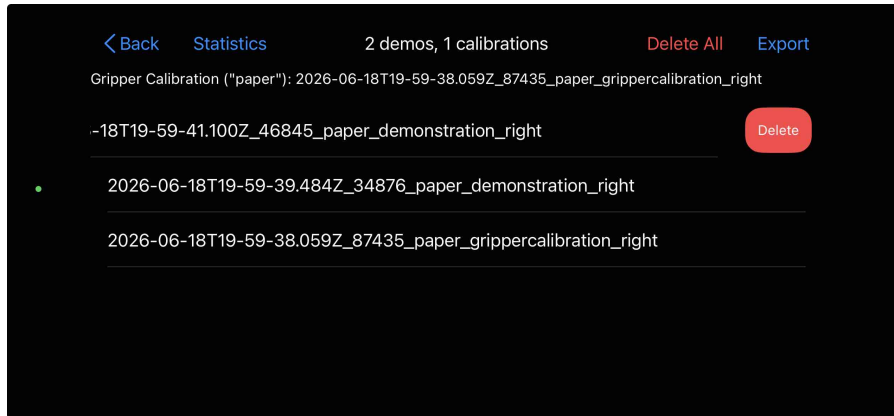 Back Statistics 2 demos, 1 calibrations Delete All Export
Gripper Calibration ("paper"): 2026-06-18T19-59-38.059Z_87435_paper_grippercalibration_right
-18T19-59-41.100Z_46845_paper_demonstration_right Delete
2026-06-18T19-59-39.484Z_34876_paper_demonstration_right
2026-06-18T19-59-38.059Z_87435_paper_grippercalibration_right